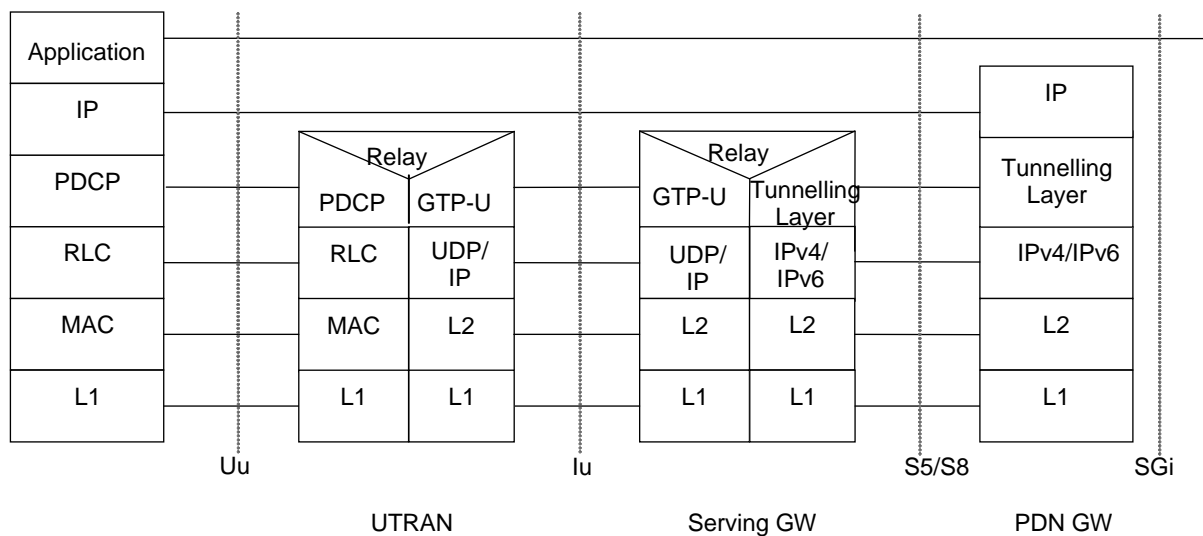 Application
IP
PDCP
RLC
MAC
L1
Uu
Relay
PDCP
GTP-U
RLC
UDP/
IP
MAC
L2
L1
L1
UTRAN
Iu
Relay
GTP-U
Tunnelling
Layer
UDP/
IP
IPv4/
IPv6
L2
L2
L1
L1
Serving GW
S5/S8
IP
Tunnelling
Layer
IPv4/IPv6
L2
L1
PDN GW
SGi